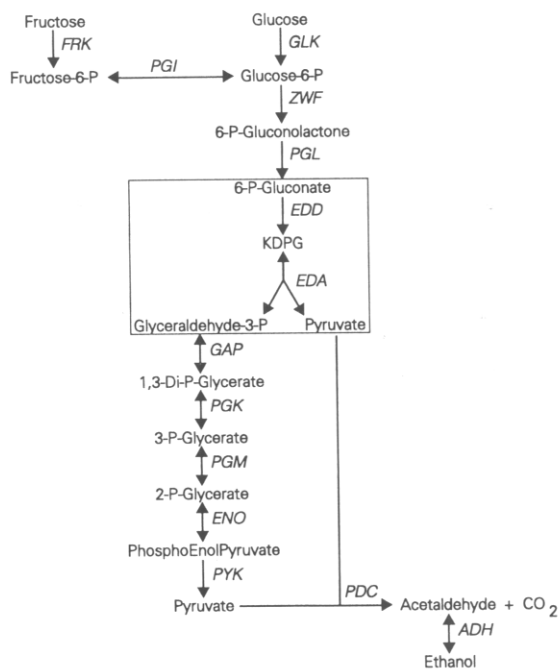 Fructose Glucose
FRK GLK
Fructose-6-P PGI Glucose-6-P
ZWF
6-P-Gluconolactone
PGL
6-P-Gluconate
EDD
KDPG
EDA
Glyceraldehyde-3-P Pyruvate
GAP
1,3-Di-P-Glycerate
PGK
3-P-Glycerate
PGM
2-P-Glycerate
ENO
PhosphoEnolPyruvate
PYK
Pyruvate PDC Acetaldehyde + CO2
ADH
Ethanol